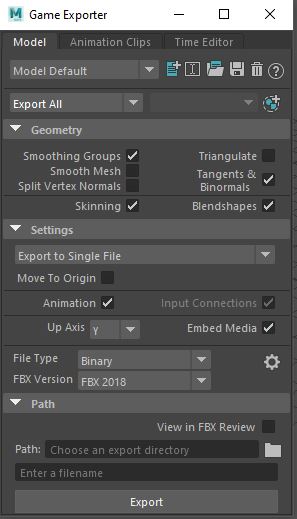 Game Exporter
Model Animation Clips Time Editor
Model Default
Export All
Geometry
Smoothing Groups Triangulate
Smooth Mesh
Split Vertex Normals Tangents & Binormals
Skinning Blendshapes
Settings
Export to Single File
Move To Origin
Animation Input Connections
Up Axis y Embed Media
File Type Binary
FBX Version FBX 2018
Path
View in FBX Review
Path: Choose an export directory
Enter a filename
Export